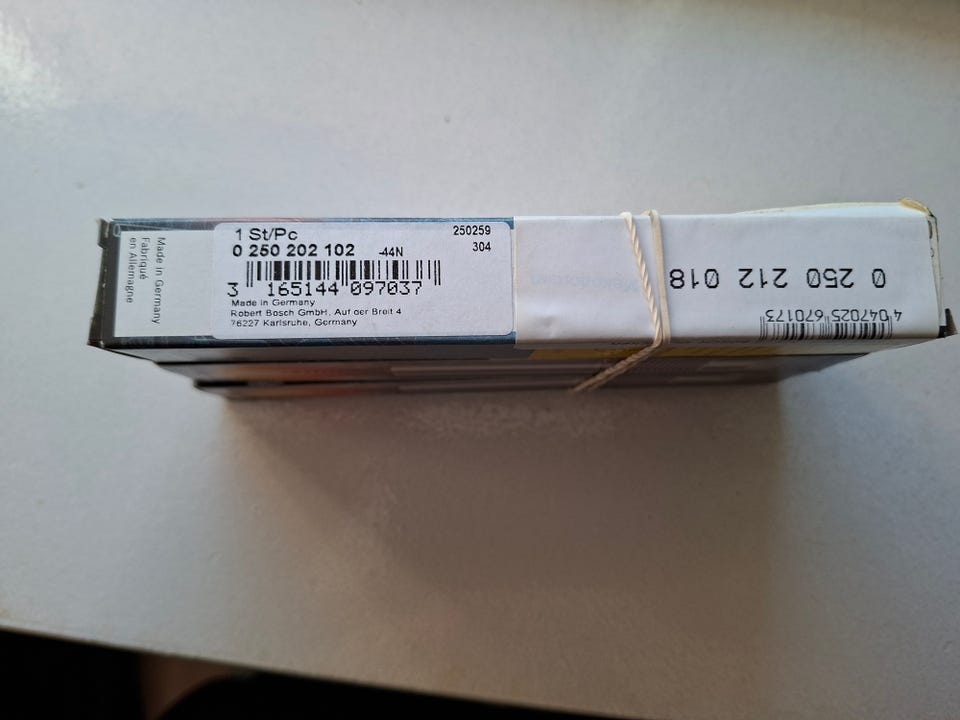 Made in Germany
Fabriqué
en Allemagne
1 St/Pc
250259
0 250 202 102 -44N
304
3 165144 097037
Made in Germany
Robert Bosch GmbH, Auf der Breit 4
76227 Karlsruhe, Germany
0 250 212 018
4 047025 670173